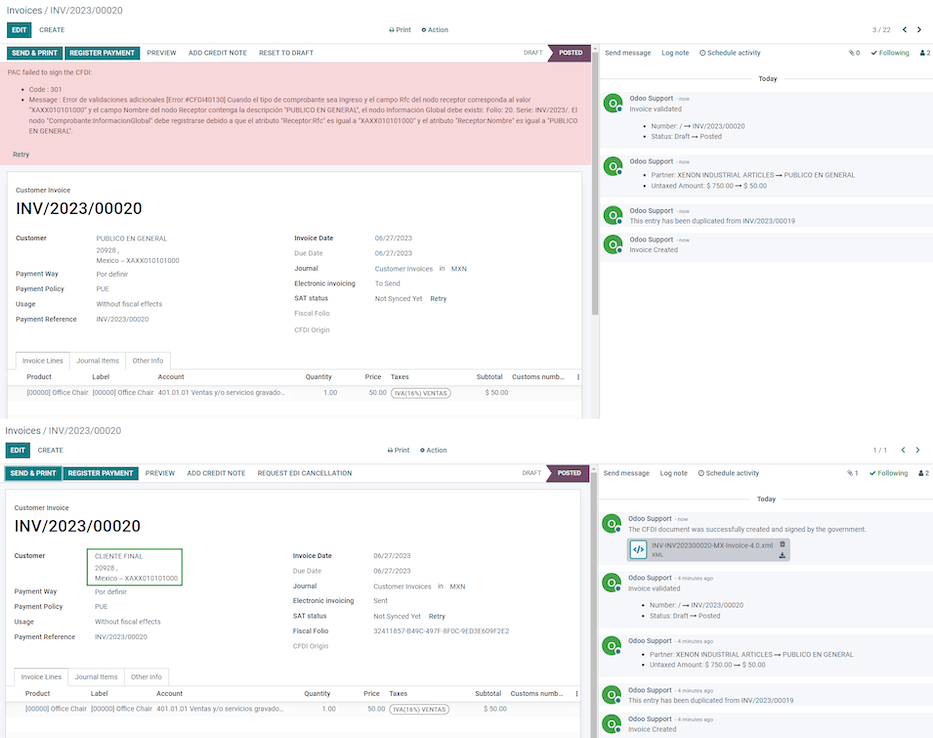 Invoices / INV/2023/00020
EDIT CREATE Print Action 3 / 22
SEND & PRINT REGISTER PAYMENT PREVIEW ADD CREDIT NOTE RESET TO DRAFT DRAFT POSTED
Send message Log note Schedule activity 0 Following 2
PAC failed to sign the CFDI:
Code : 301
Message : Error de validaciones adicionales [Error #CFDI40130] Cuando el tipo de comprobante sea Ingreso y el campo Rfc del nodo receptor corresponda al valor
"XAXX010101000" y el campo Nombre del nodo Receptor contenga la descripción "PUBLICO EN GENERAL", el nodo Información Global debe existir. Folio: 20. Serie: INV/2023/. El
nodo "Comprobante:InformacionGlobal" debe registrarse debido a que el atributo "Receptor:Rfc" es igual a "XAXX010101000" y el atributo "Receptor:Nombre" es igual a "PUBLICO
EN GENERAL".
Retry
Customer Invoice
INV/2023/00020
Customer PUBLICO EN GENERAL
20928 ,
Mexico – XAXX010101000
Payment Way Por definir
Payment Policy PUE
Usage Without fiscal effects
Payment Reference INV/2023/00020
Invoice Date 06/27/2023
Due Date 06/27/2023
Journal Customer Invoices in MXN
Electronic invoicing To Send
SAT status Not Synced Yet Retry
Fiscal Folio
CFDI Origin
Invoice Lines Journal Items Other Info
Product Label Account Quantity Price Taxes Subtotal Customs numb...
[00000] Office Chair [00000] Office Chair 401.01.01 Ventas y/o servicios gravado... 1.00 50.00 IVA(16%) VENTAS $ 50.00
Today
Odoo Support - now
Invoice validated
Number: / → INV/2023/00020
Status: Draft → Posted
Odoo Support - now
Partner: XENON INDUSTRIAL ARTICLES → PUBLICO EN GENERAL
Untaxed Amount: $ 750.00 → $ 50.00
Odoo Support - now
This entry has been duplicated from INV/2023/00019
Odoo Support - now
Invoice Created
Invoices / INV/2023/00020
EDIT CREATE Print Action 1 / 1
SEND & PRINT REGISTER PAYMENT PREVIEW ADD CREDIT NOTE REQUEST EDI CANCELLATION DRAFT POSTED
Send message Log note Schedule activity 1 Following 2
Customer Invoice
INV/2023/00020
Customer CLIENTE FINAL
20928 ,
Mexico – XAXX010101000
Payment Way Por definir
Payment Policy PUE
Usage Without fiscal effects
Payment Reference INV/2023/00020
Invoice Date 06/27/2023
Due Date 06/27/2023
Journal Customer Invoices in MXN
Electronic invoicing Sent
SAT status Not Synced Yet Retry
Fiscal Folio 32411857-B49C-497F-8F0C-9ED3E609F2E2
CFDI Origin
Invoice Lines Journal Items Other Info
Product Label Account Quantity Price Taxes Subtotal Customs numb...
[00000] Office Chair [00000] Office Chair 401.01.01 Ventas y/o servicios gravado... 1.00 50.00 IVA(16%) VENTAS $ 50.00
Today
Odoo Support - now
The CFDI document was successfully created and signed by the government.
INV-INV202300020-MX-Invoice-4.0.xml
XML
Odoo Support - 4 minutes ago
Invoice validated
Number: / → INV/2023/00020
Status: Draft → Posted
Odoo Support - 4 minutes ago
Partner: XENON INDUSTRIAL ARTICLES → PUBLICO EN GENERAL
Untaxed Amount: $ 750.00 → $ 50.00
Odoo Support - 4 minutes ago
This entry has been duplicated from INV/2023/00019
Odoo Support - 4 minutes ago
Invoice Created